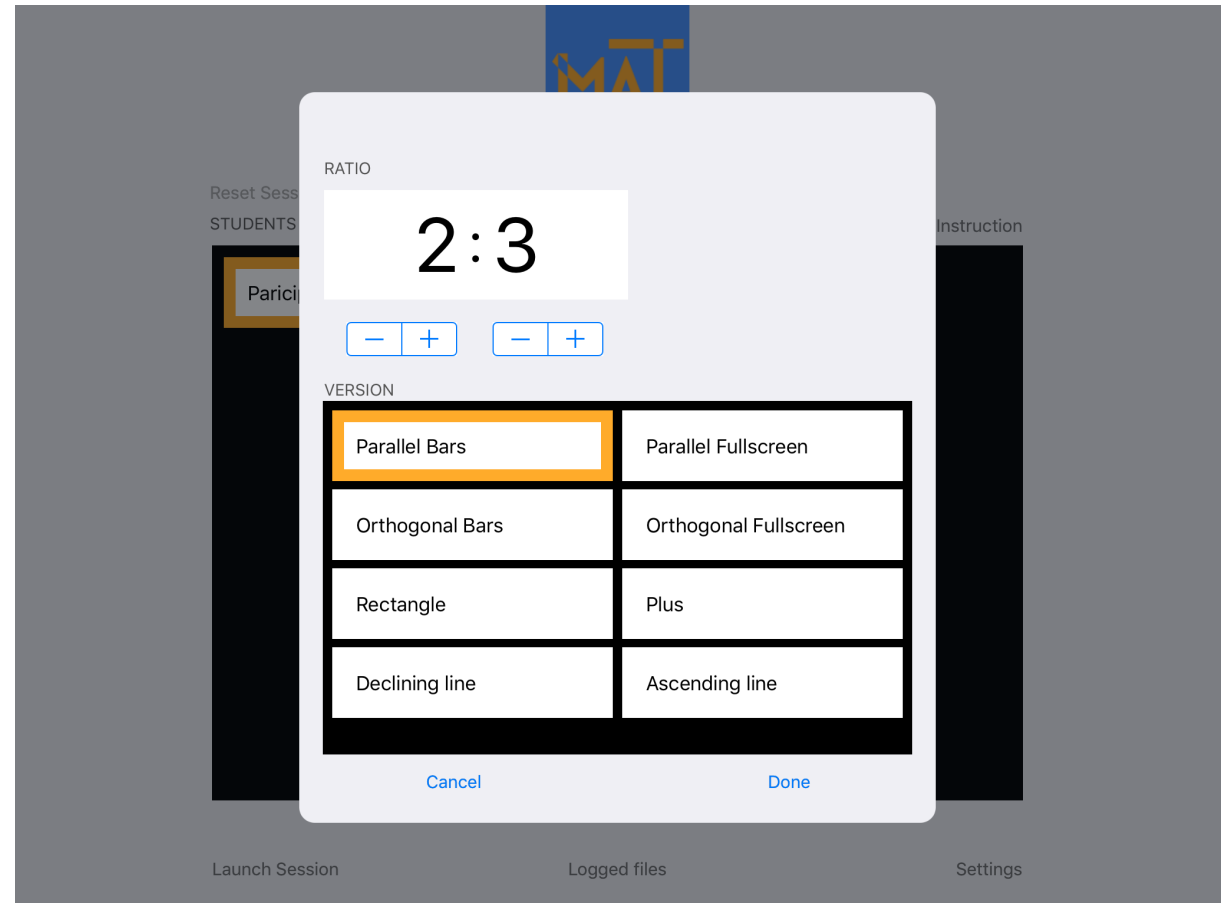 MAT
RATIO
Reset Sess
STUDENTS
Instruction
2:3
Parici
− + − +
VERSION
Parallel Bars
Parallel Fullscreen
Orthogonal Bars
Orthogonal Fullscreen
Rectangle
Plus
Declining line
Ascending line
Cancel
Done
Launch Session
Logged files
Settings